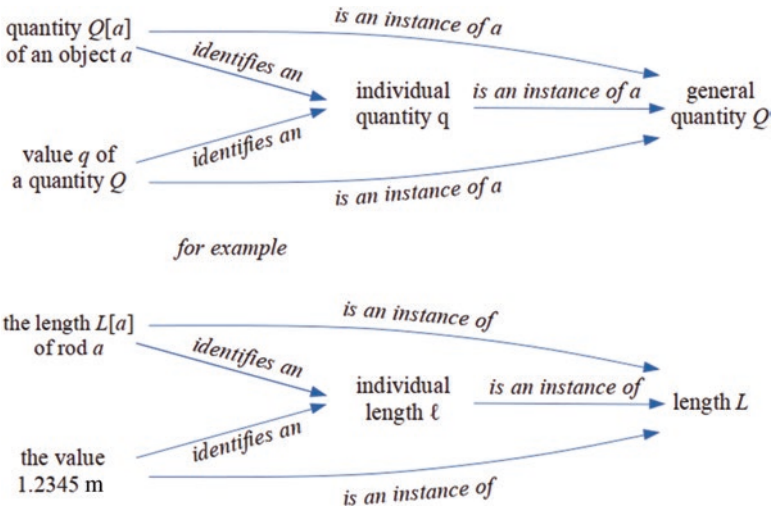 quantity Q[a]
of an object a
is an instance of a
identifies an
individual
quantity q
is an instance of a
general
quantity Q
identifies an
value q of
a quantity Q
is an instance of a
for example
the length L[a]
of rod a
is an instance of
identifies an
individual
length ℓ
is an instance of
length L
identifies an
the value
1.2345 m
is an instance of